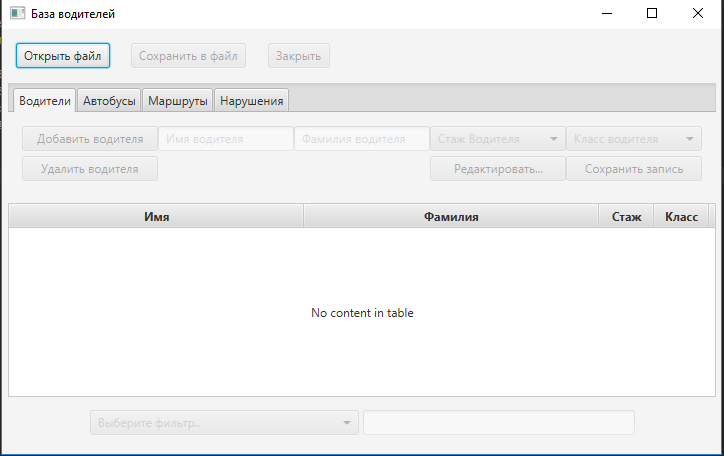 База водителей
Открыть файл Сохранить в файл Закрыть
Водители Автобусы Маршруты Нарушения
Добавить водителя Имя водителя Фамилия водителя Стаж Водителя Класс водителя
Удалить водителя Редактировать... Сохранить запись
Имя Фамилия Стаж Класс
No content in table
Выберите фильтр..